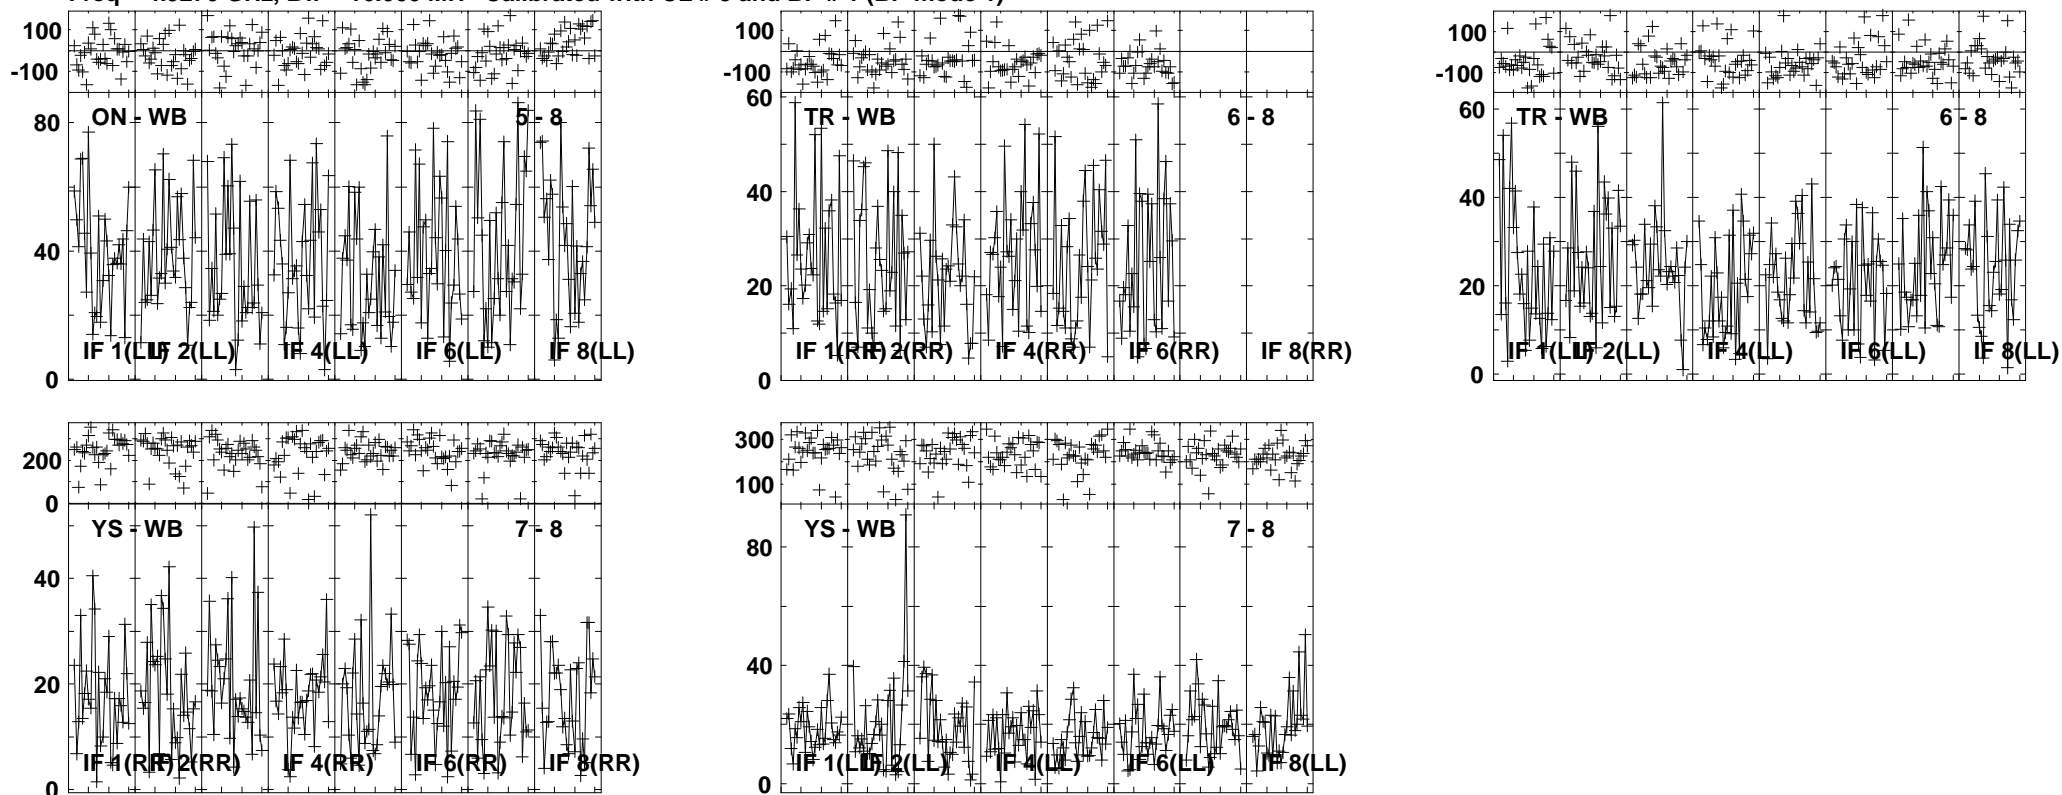 100
-100
ON - WB 5 - 8
80
40
0
IF 1(LL) IF 2(LL) IF 4(LL) IF 6(LL) IF 8(LL)
100
-100
60
TR - WB 6 - 8
40
20
0
IF 1(RR) IF 2(RR) IF 4(RR) IF 6(RR) IF 8(RR)
100
-100
60
TR - WB 6 - 8
40
20
0
IF 1(LL) IF 2(LL) IF 4(LL) IF 6(LL) IF 8(LL)
200
0
YS - WB 7 - 8
40
20
0
IF 1(RR) IF 2(RR) IF 4(RR) IF 6(RR) IF 8(RR)
300
100
YS - WB 7 - 8
80
40
0
IF 1(LL) IF 2(LL) IF 4(LL) IF 6(LL) IF 8(LL)